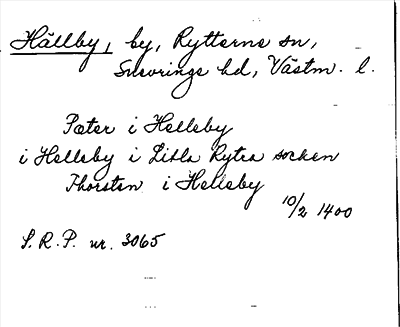 Hällby, by, Rytterne sn,
Snevringe hd, Västm. l.
Pæter i Helleby
i Helleby i Litla Rytra socken
Thorsten i Helleby
10/2 1400
S.R.P. nr. 3065